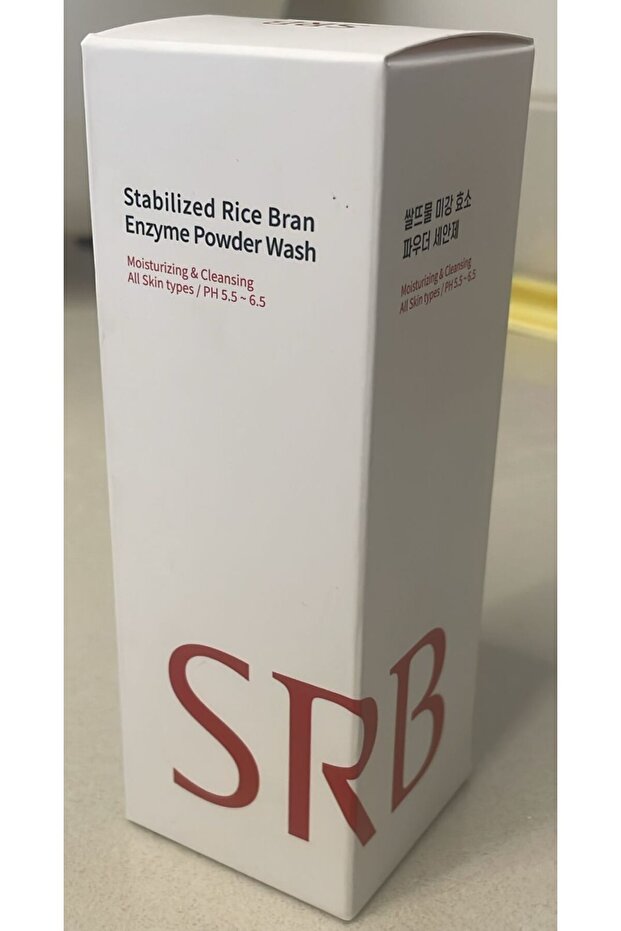 SRB
Stabilized Rice Bran
Enzyme Powder Wash
Moisturizing & Cleansing
All Skin types / PH 5.5 ~ 6.5
쌀뜨물 미강 효소
파우더 세안제
Moisturizing & Cleansing
All Skin types / PH 5.5 ~ 6.5
SRB